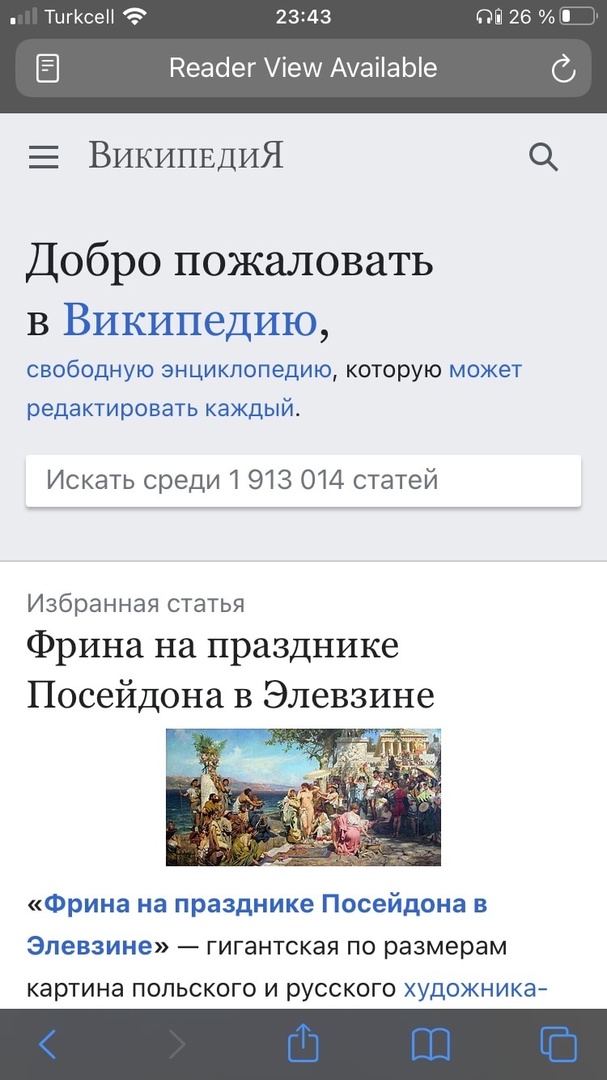 Turkcell 23:43 26 %
Reader View Available
ВИКИПЕДИЯ
Добро пожаловать
в Википедию,
свободную энциклопедию, которую может
редактировать каждый.
Искать среди 1 913 014 статей
Избранная статья
Фрина на празднике
Посейдона в Элевзине
«Фрина на празднике Посейдона в
Элевзине» — гигантская по размерам
картина польского и русского художника-